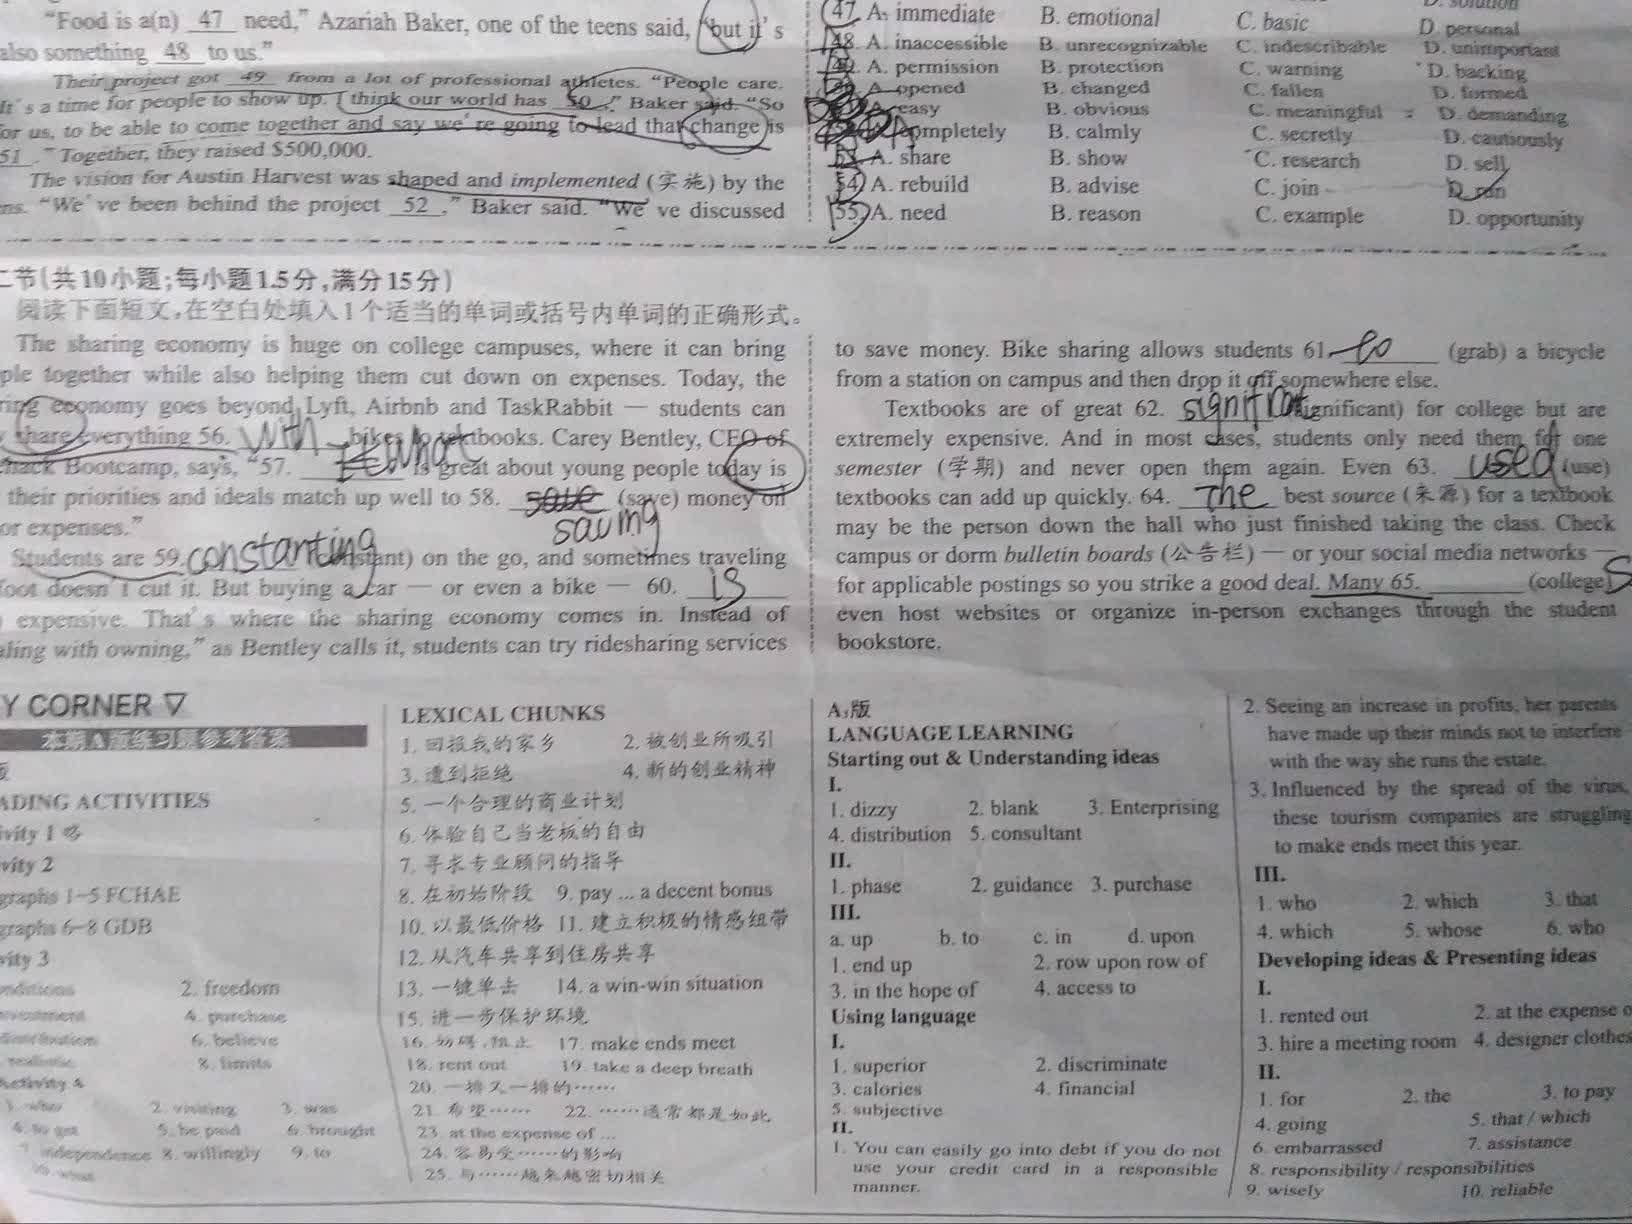 "Food is a(n) 47 need," Azariah Baker, one of the teens said, "but it's
also something 48 to us."
Their project got 49 from a lot of professional athletes. "People care.
It's a time for people to show up. I think our world has 50," Baker said. "So
for us, to be able to come together and say we're going to lead that change is
51." Together, they raised $500,000.
The vision for Austin Harvest was shaped and implemented (实施) by the
"We've been behind the project 52," Baker said. "We've discussed
47. A. immediate B. emotional C. basic D. personal
48. A. inaccessible B. unrecognizable C. indescribable D. unimportant
A. permission B. protection C. warning D. backing
A. opened B. changed C. fallen D. formed
A. easy B. obvious C. meaningful D. demanding
A. completely B. calmly C. secretly D. cautiously
53. A. share B. show C. research D. sell
54. A. rebuild B. advise C. join D. run
55. A. need B. reason C. example D. opportunity
二节(共10小题;每小题1.5分,满分15分)
阅读下面短文,在空白处填入1个适当的单词或括号内单词的正确形式。
The sharing economy is huge on college campuses, where it can bring
together while also helping them cut down on expenses. Today, the
economy goes beyond Lyft, Airbnb and TaskRabbit — students can
share everything 56. with bikes to textbooks. Carey Bentley, CEO of
Bootcamp, says, "57. what is great about young people today is
their priorities and ideals match up well to 58. save (save) money on
or expenses."
saving
Students are 59. constanting (constant) on the go, and sometimes traveling
foot doesn't cut it. But buying a car — or even a bike — 60. is
expensive. That's where the sharing economy comes in. Instead of
with owning," as Bentley calls it, students can try ridesharing services
to save money. Bike sharing allows students 61. to (grab) a bicycle
from a station on campus and then drop it off somewhere else.
Textbooks are of great 62. (significant) for college but are
extremely expensive. And in most cases, students only need them for one
semester (学期) and never open them again. Even 63. used (use)
textbooks can add up quickly. 64. The best source (来源) for a textbook
may be the person down the hall who just finished taking the class. Check
campus or dorm bulletin boards (公告栏) — or your social media networks —
for applicable postings so you strike a good deal. Many 65. (college) s
even host websites or organize in-person exchanges through the student
bookstore.
Y CORNER ▽
本期A版练习题参考答案
版
ADING ACTIVITIES
ivity 1 略
vity 2
graphs 1–5 FCHAE
graphs 6–8 GDB
vity 3
2. freedom
4. purchase
distribution 6. believe
realistic 8. limits
Activity 4
1. who 2. visiting 3. was
4. to get 5. be paid 6. brought
7. independence 8. willingly 9. to
10. what
LEXICAL CHUNKS
1. 回报我的家乡 2. 被创业所吸引
3. 遭到拒绝 4. 新的创业精神
5. 一个合理的商业计划
6. 体验自己当老板的自由
7. 寻求专业顾问的指导
8. 在初始阶段 9. pay ... a decent bonus
10. 以最低价格 11. 建立积极的情感纽带
12. 从汽车共享到住房共享
13. 一键单击 14. a win-win situation
15. 进一步保护环境
16. 妨碍,阻止 17. make ends meet
18. rent out 19. take a deep breath
20. 一排又一排的……
21. 希望…… 22. ……通常都是如此
23. at the expense of ...
24. 容易受……的影响
25. 与……越来越密切相关
A₃版
LANGUAGE LEARNING
Starting out & Understanding ideas
I.
1. dizzy 2. blank 3. Enterprising
4. distribution 5. consultant
II.
1. phase 2. guidance 3. purchase
III.
a. up b. to c. in d. upon
1. end up 2. row upon row of
3. in the hope of 4. access to
Using language
I.
1. superior 2. discriminate
3. calories 4. financial
5. subjective
II.
1. You can easily go into debt if you do not
use your credit card in a responsible
manner.
2. Seeing an increase in profits, her parents
have made up their minds not to interfere
with the way she runs the estate.
3. Influenced by the spread of the virus,
these tourism companies are struggling
to make ends meet this year.
III.
1. who 2. which 3. that
4. which 5. whose 6. who
Developing ideas & Presenting ideas
I.
1. rented out 2. at the expense o
3. hire a meeting room 4. designer clothes
II.
1. for 2. the 3. to pay
4. going 5. that / which
6. embarrassed 7. assistance
8. responsibility / responsibilities
9. wisely 10. reliable